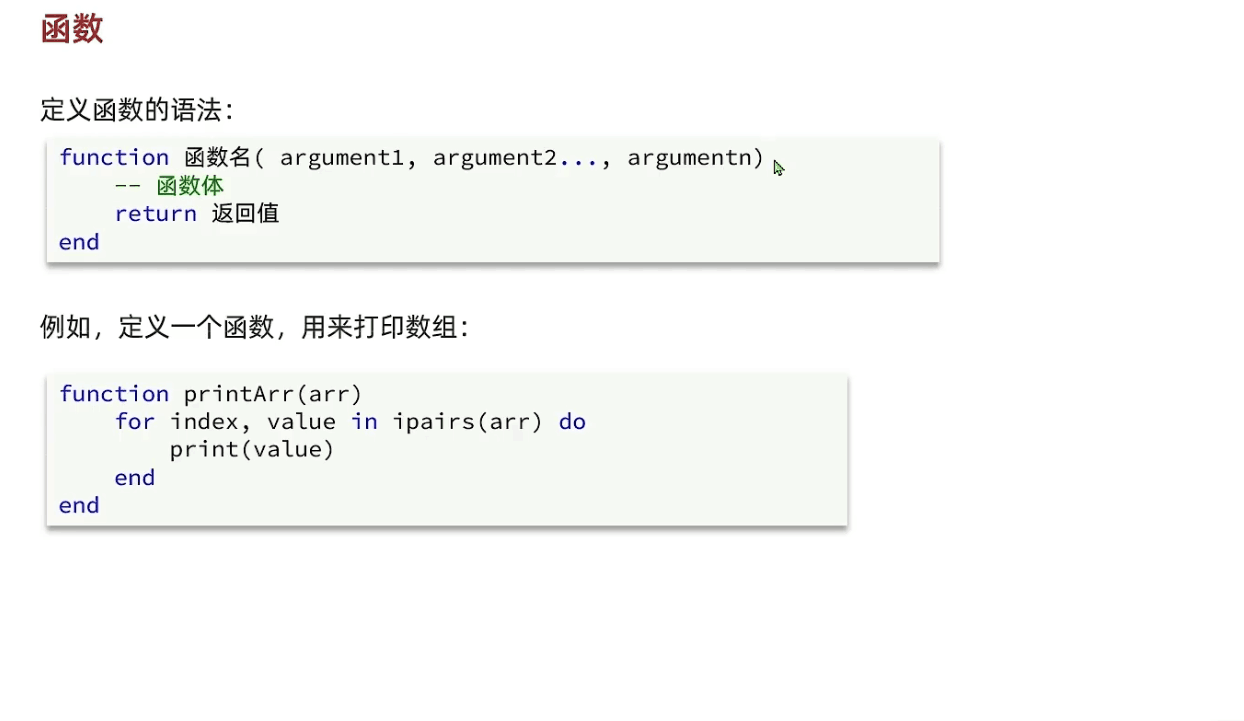 函数
定义函数的语法：
function 函数名( argument1, argument2..., argumentn)
    -- 函数体
    return 返回值
end
例如，定义一个函数，用来打印数组：
function printArr(arr)
    for index, value in ipairs(arr) do
        print(value)
    end
end